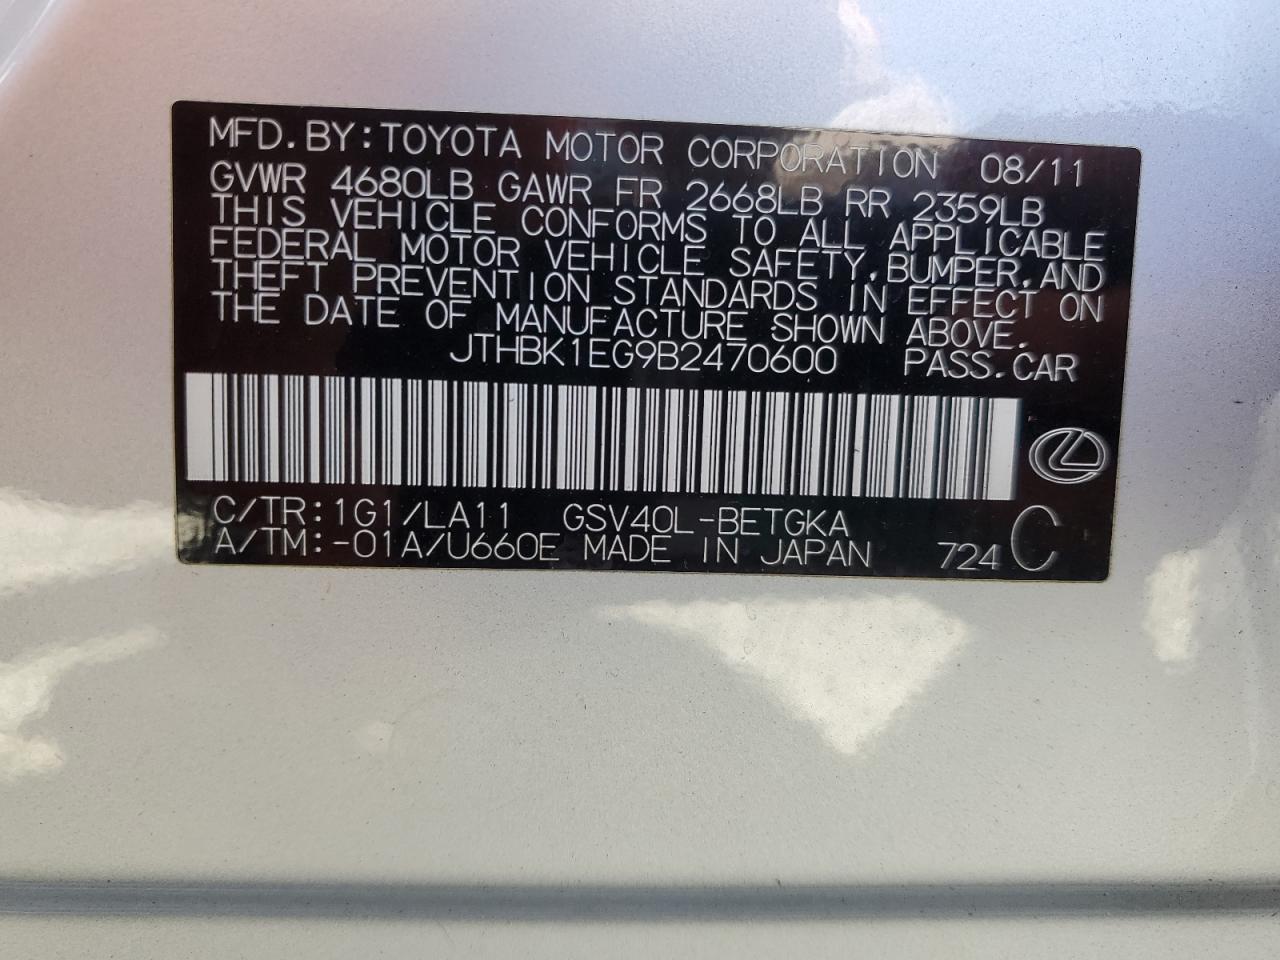 MFD.BY:TOYOTA MOTOR CORPORATION 08/11
GVWR 4680LB GAWR FR 2668LB RR 2359LB
THIS VEHICLE CONFORMS TO ALL APPLICABLE
FEDERAL MOTOR VEHICLE SAFETY,BUMPER,AND
THEFT PREVENTION STANDARDS IN EFFECT ON
THE DATE OF MANUFACTURE SHOWN ABOVE.
JTHBK1EG9B2470600 PASS.CAR
C/TR:1G1/LA11 GSV40L-BETGKA
A/TM:-01A/U660E MADE IN JAPAN 724 C